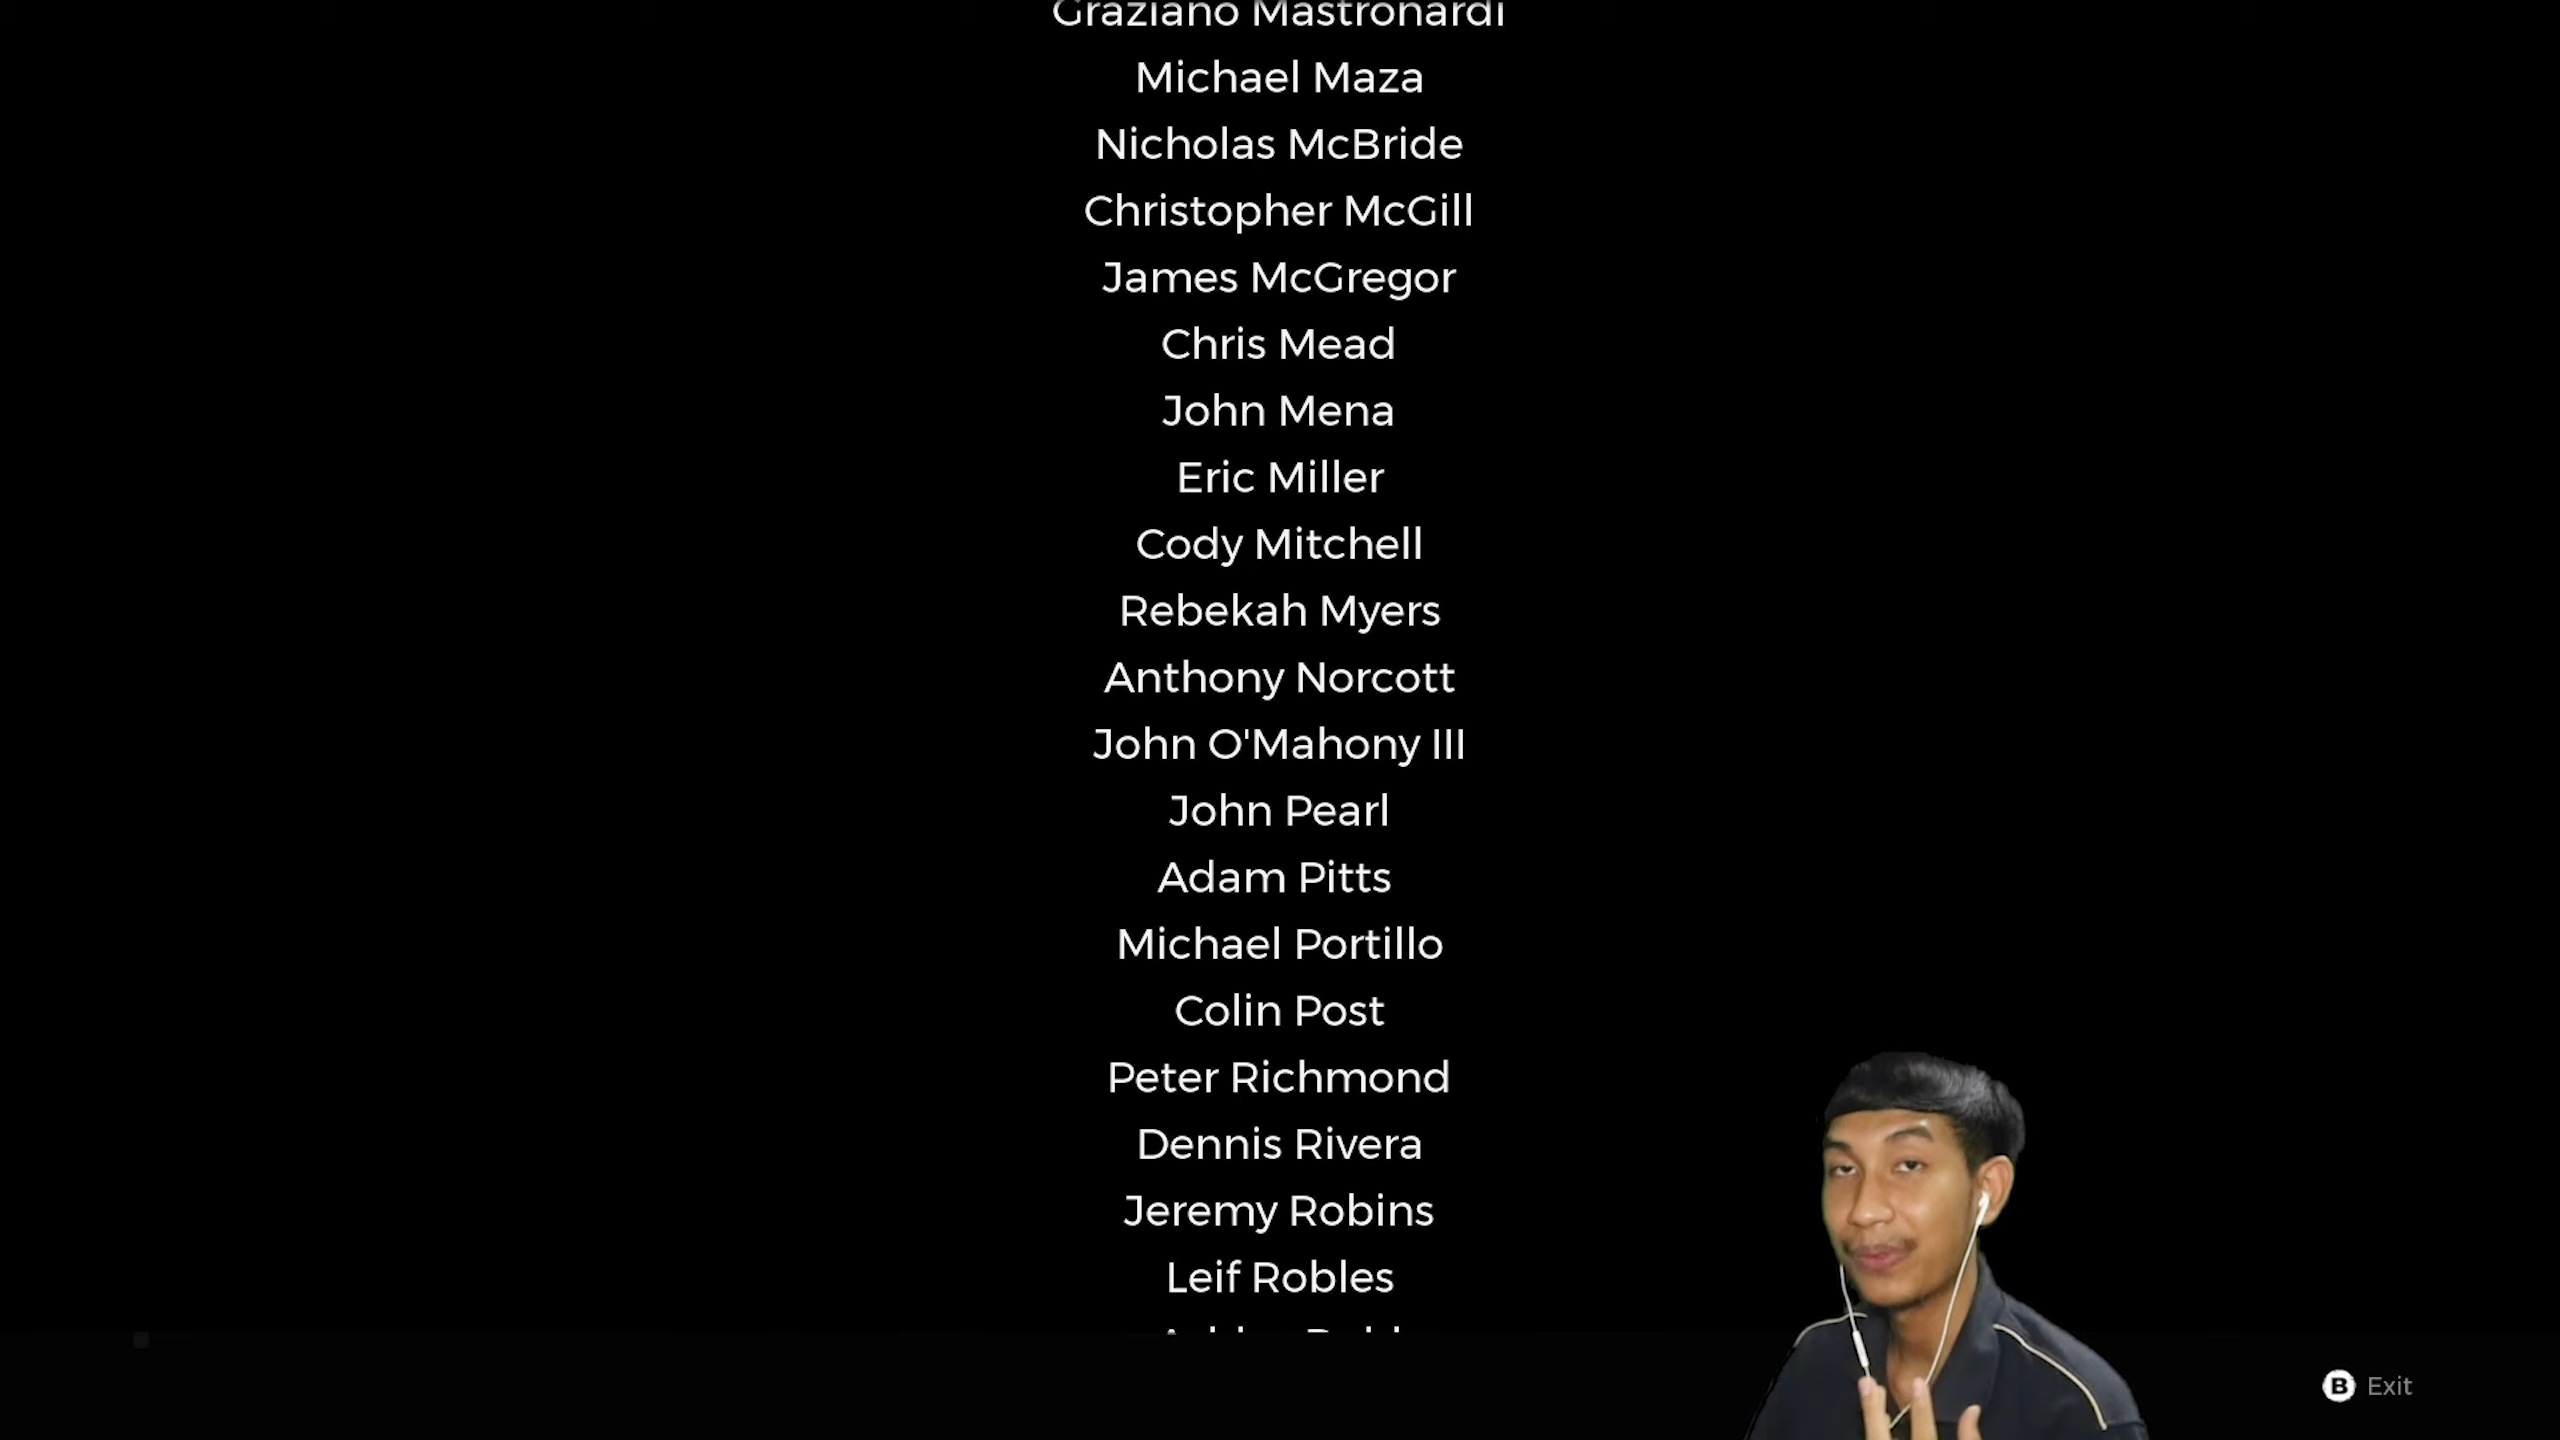 Graziano Mastronardi
Michael Maza
Nicholas McBride
Christopher McGill
James McGregor
Chris Mead
John Mena
Eric Miller
Cody Mitchell
Rebekah Myers
Anthony Norcott
John O'Mahony III
John Pearl
Adam Pitts
Michael Portillo
Colin Post
Peter Richmond
Dennis Rivera
Jeremy Robins
Leif Robles
B Exit